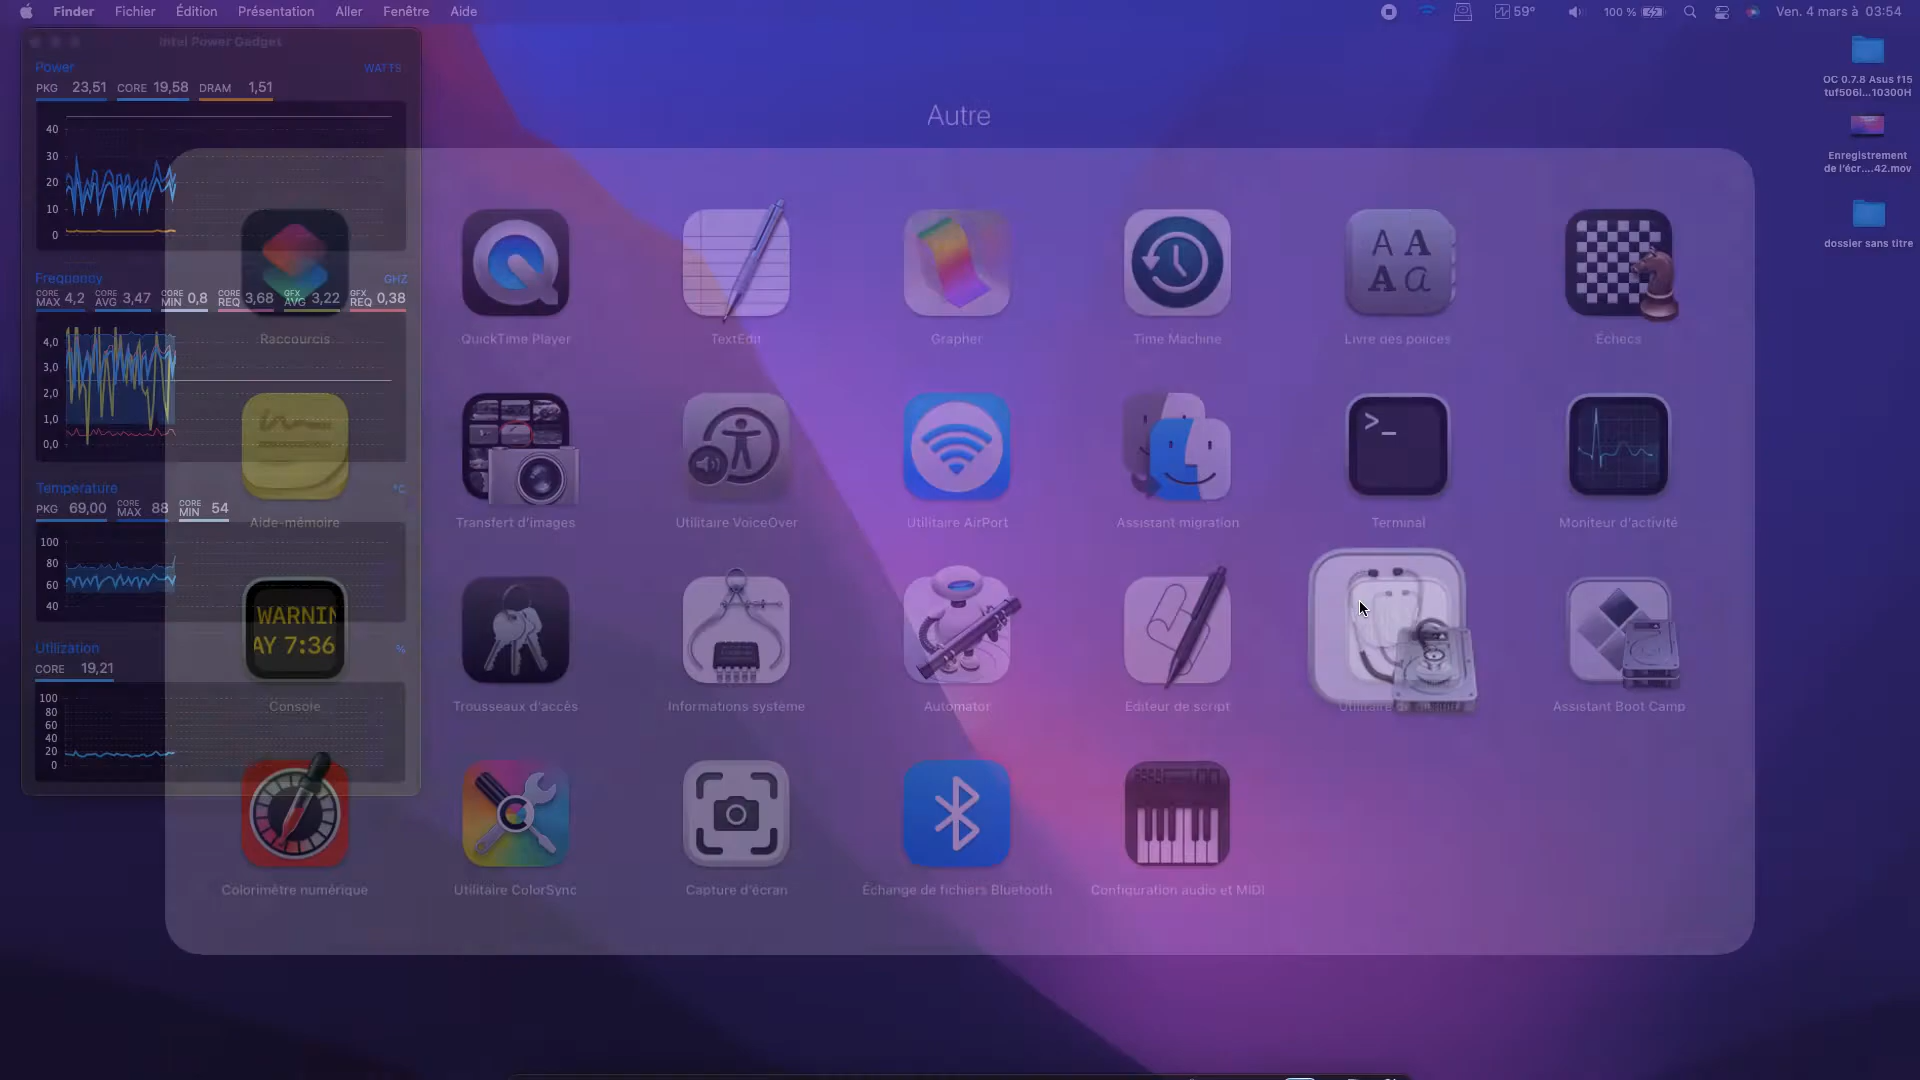 Finder Fichier Édition Présentation Aller Fenêtre Aide
59° 100 % Ven. 4 mars à 03:54
Intel Power Gadget
Power WATTS
PKG 23,51 CORE 19,58 DRAM 1,51
40
30
20
10
0
Frequency GHZ
CORE MAX 4,2 CORE AVG 3,47 CORE MIN 0,8 CORE REQ 3,68 GFX AVG 3,22 GFX REQ 0,38
4,0
3,0
2,0
1,0
0,0
Temperature °C
PKG 69,00 CORE MAX 88 CORE MIN 54
100
80
60
40
Utilization %
CORE 19,21
100
80
60
40
20
0
Autre
A A
A a
Raccourcis QuickTime Player TextEdit Grapher Time Machine Livre des polices Échecs
>_
Aide-mémoire Transfert d'images Utilitaire VoiceOver Utilitaire AirPort Assistant migration Terminal Moniteur d'activité
WARNIN
AY 7:36
Console Trousseaux d'accès Informations système Automator Éditeur de script Utilitaire Assistant Boot Camp
Colorimètre numérique Utilitaire ColorSync Capture d'écran Échange de fichiers Bluetooth Configuration audio et MIDI
OC 0.7.8 Asus f15
tuf506l...10300H
Enregistrement
de l'écr....42.mov
dossier sans titre